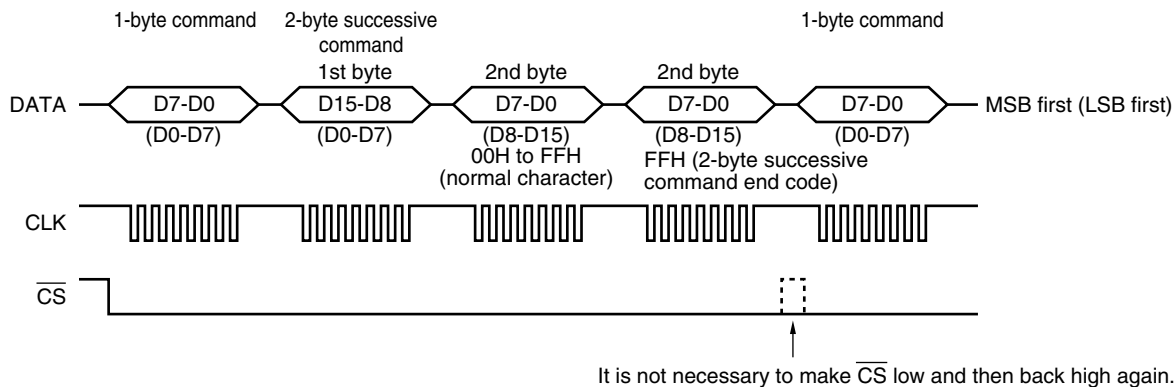 1-byte command 2-byte successive 1-byte command
command
1st byte 2nd byte 2nd byte
DATA D7-D0 D15-D8 D7-D0 D7-D0 D7-D0 MSB first (LSB first)
(D0-D7) (D0-D7) (D8-D15) (D8-D15) (D0-D7)
00H to FFH FFH (2-byte successive
(normal character) command end code)
CLK
CS
It is not necessary to make CS low and then back high again.